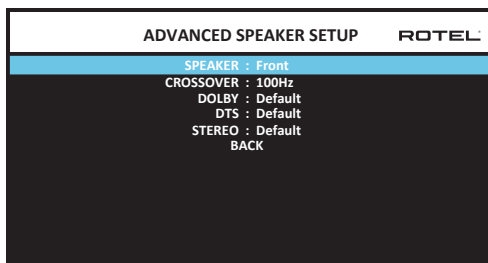 ADVANCED SPEAKER SETUP ROTEL
SPEAKER : Front
CROSSOVER : 100Hz
DOLBY : Default
DTS : Default
STEREO : Default
BACK